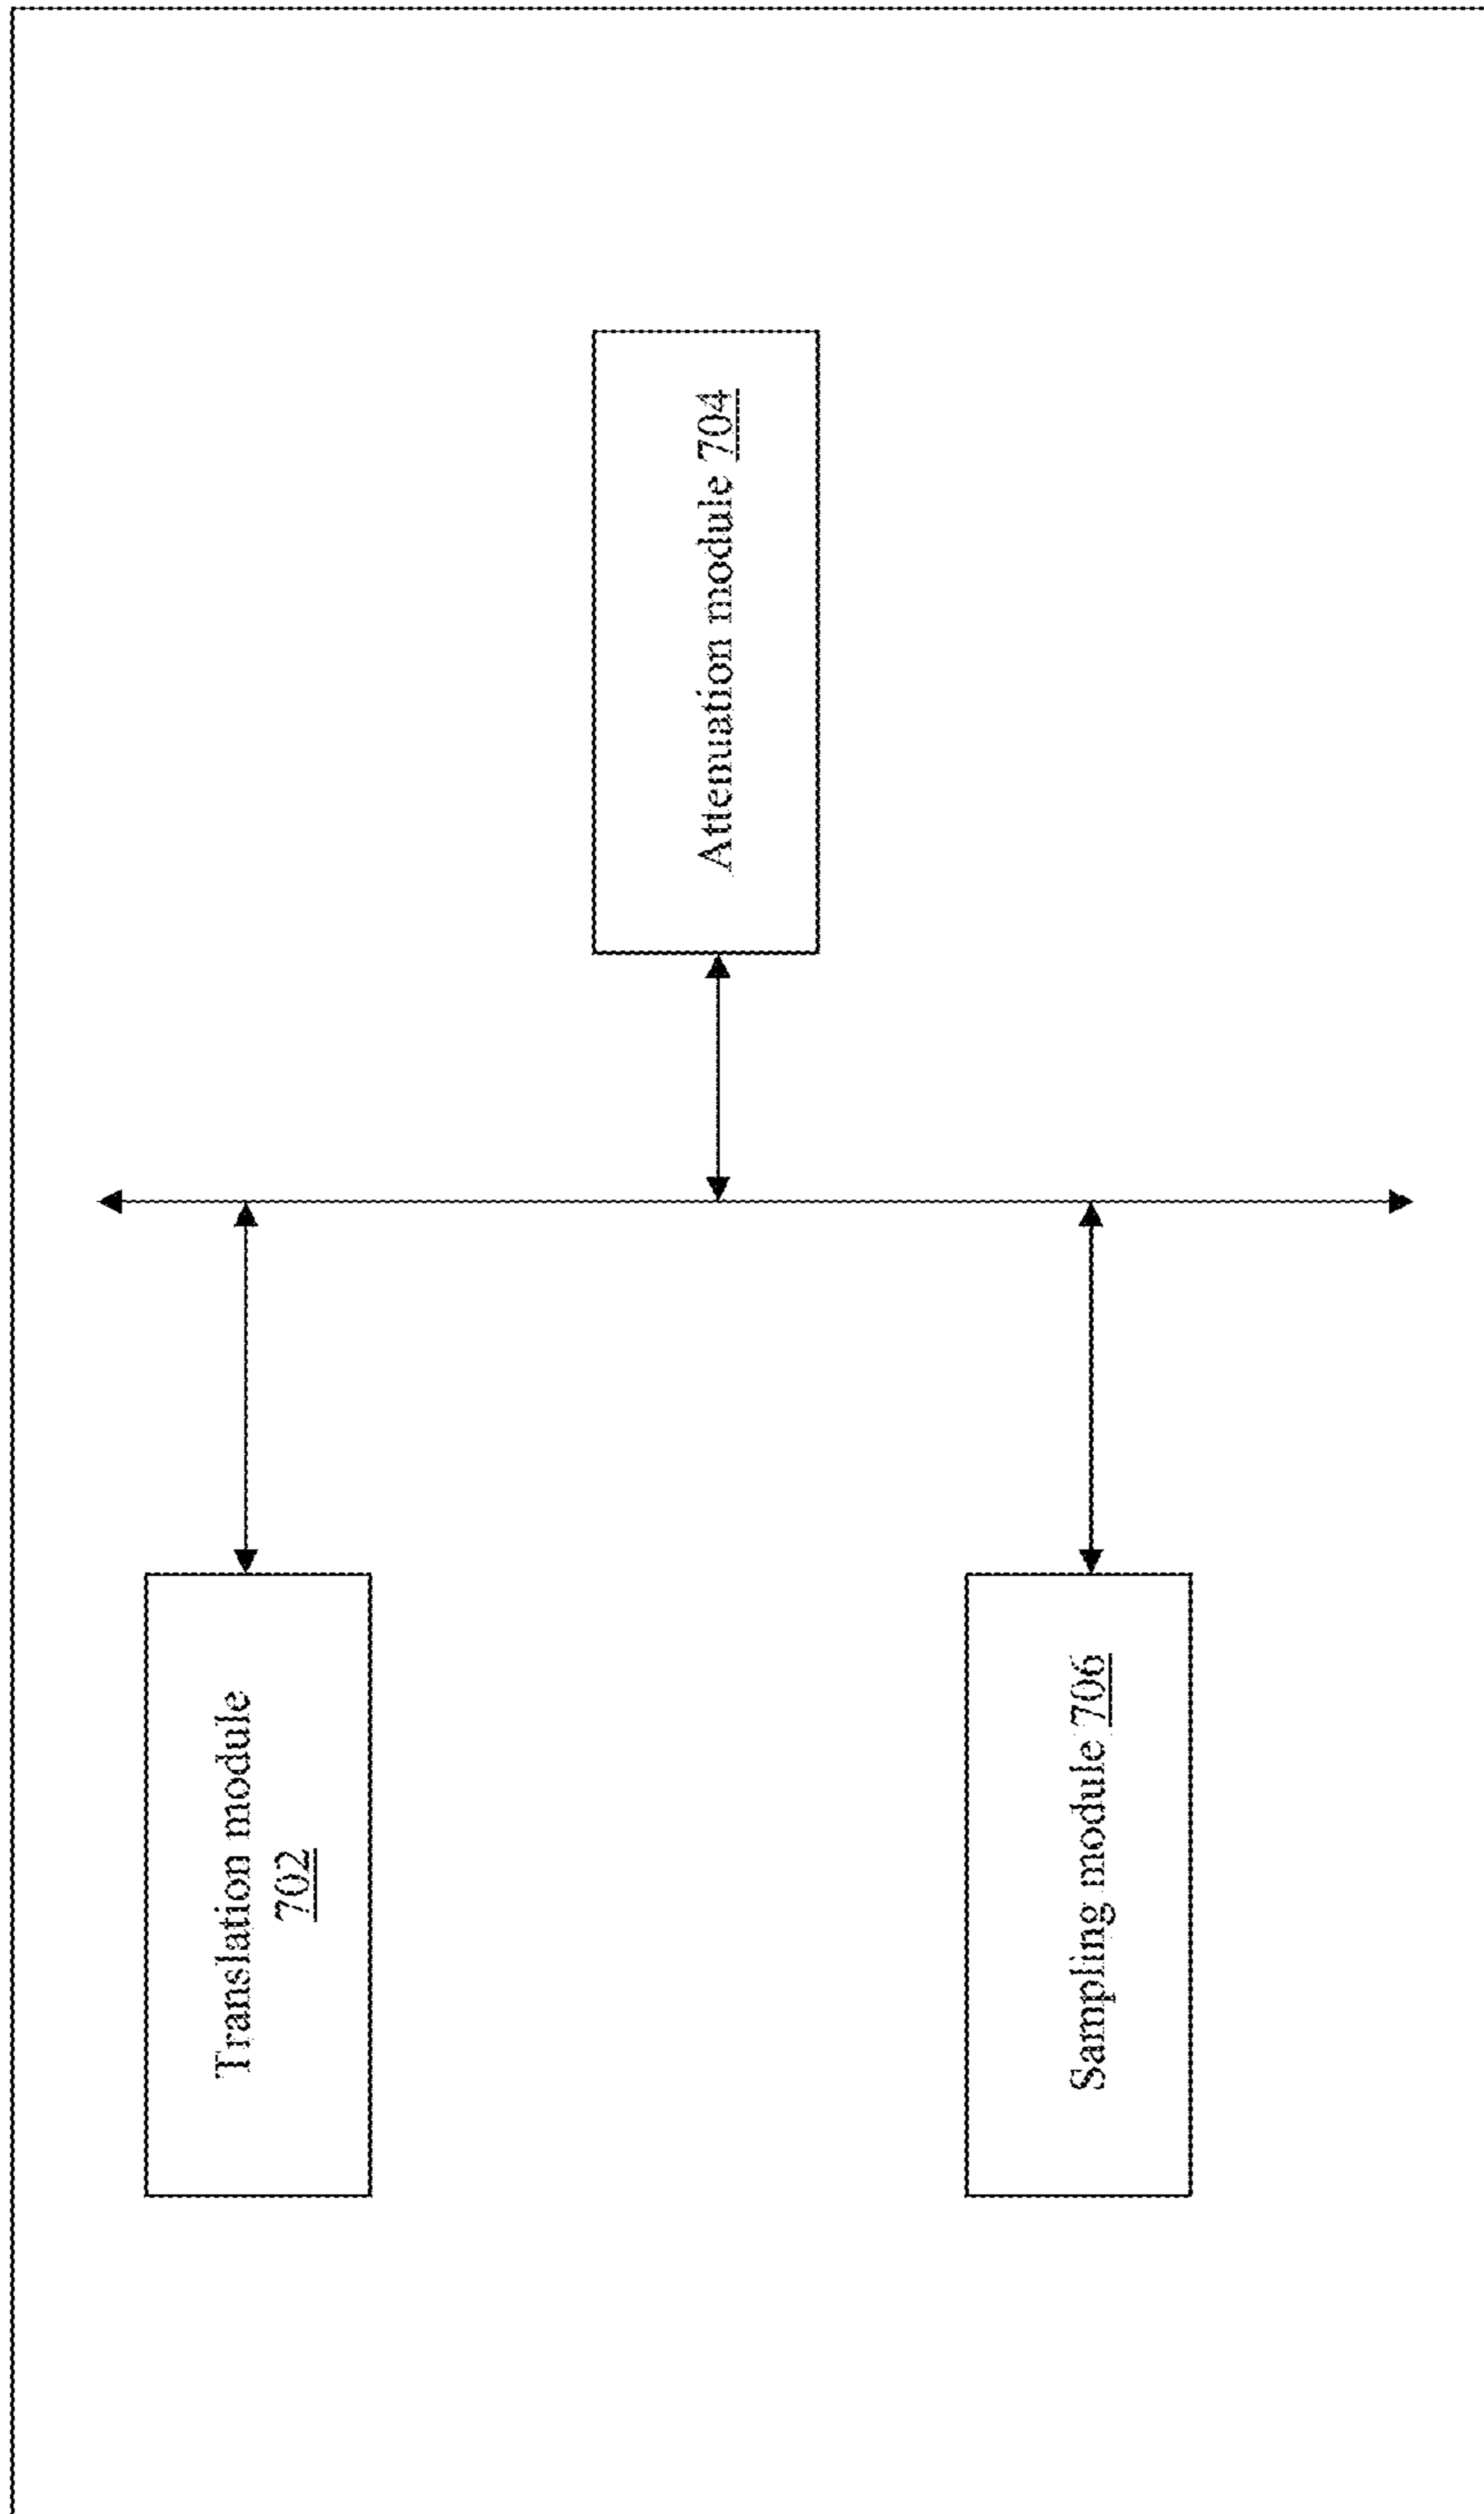 Translation module
702
Attenuation module 704
Sampling module 706